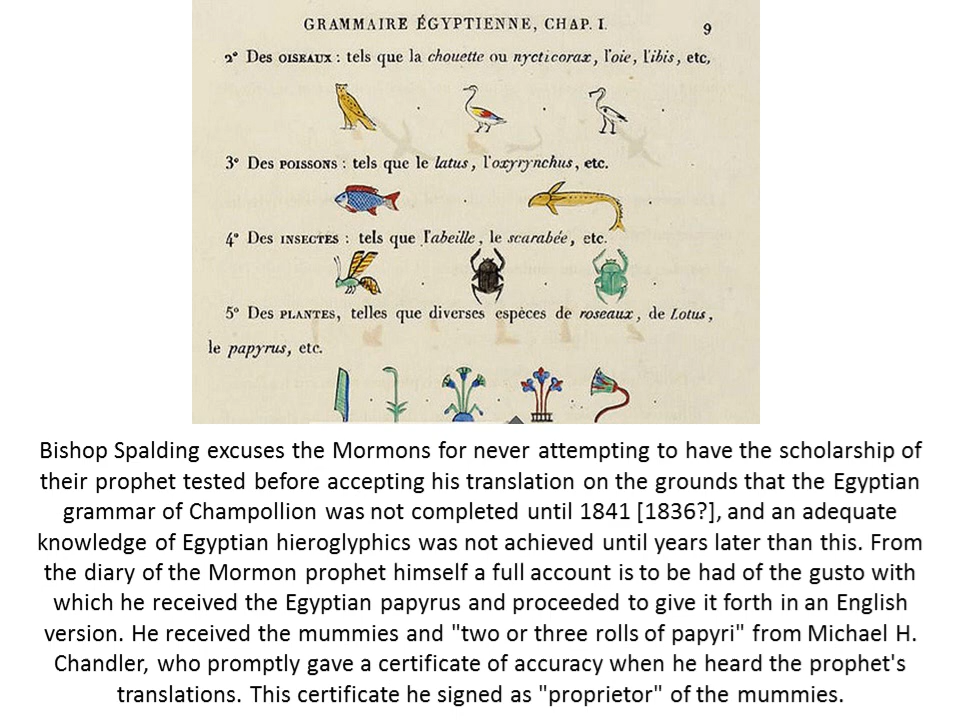 GRAMMAIRE ÉGYPTIENNE, CHAP. I. 9
2° Des OISEAUX : tels que la chouette ou nycticorax, l'oie, l'ibis, etc,
3° Des POISSONS : tels que le latus, l'oxyrynchus, etc.
4° Des INSECTES : tels que l'abeille, le scarabée, etc.
5° Des PLANTES, telles que diverses espèces de roseaux, de Lotus,
le papyrus, etc.
Bishop Spalding excuses the Mormons for never attempting to have the scholarship of
their prophet tested before accepting his translation on the grounds that the Egyptian
grammar of Champollion was not completed until 1841 [1836?], and an adequate
knowledge of Egyptian hieroglyphics was not achieved until years later than this. From
the diary of the Mormon prophet himself a full account is to be had of the gusto with
which he received the Egyptian papyrus and proceeded to give it forth in an English
version. He received the mummies and "two or three rolls of papyri" from Michael H.
Chandler, who promptly gave a certificate of accuracy when he heard the prophet's
translations. This certificate he signed as "proprietor" of the mummies.